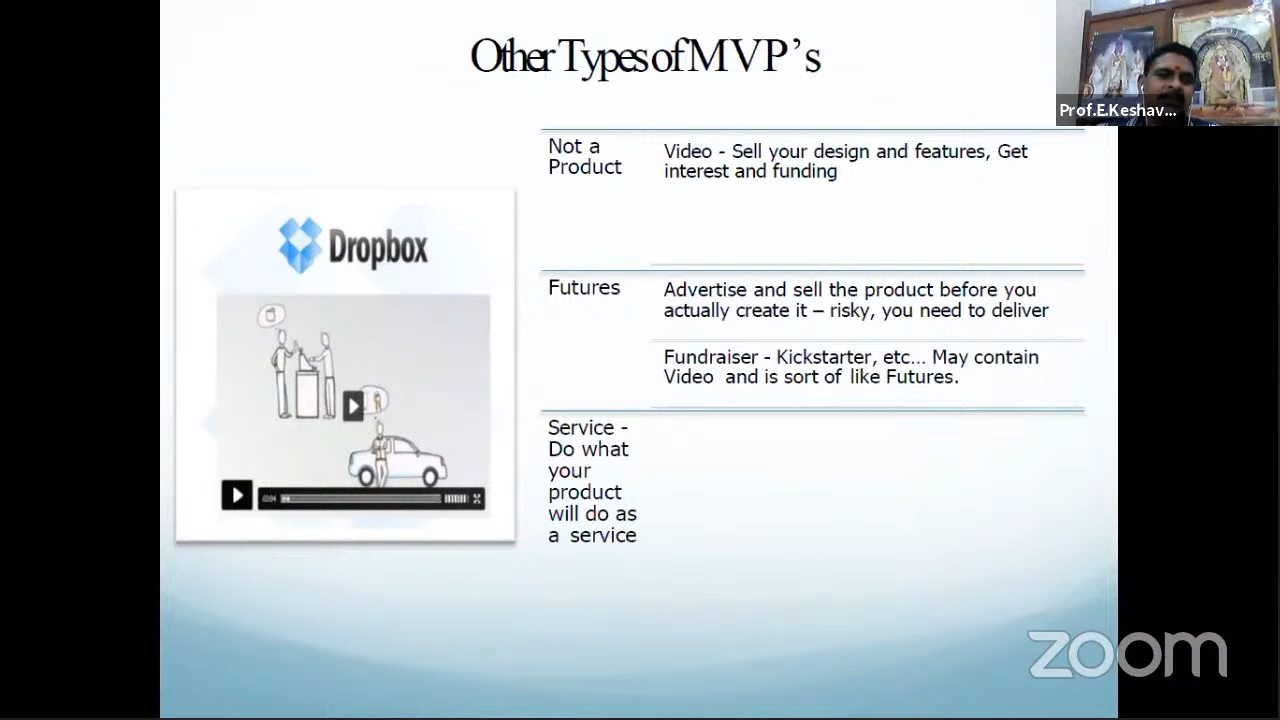 Other Types of MVP's
Prof.E.Keshav...
Not a
Product
Video - Sell your design and features, Get
interest and funding
Dropbox
Futures
Advertise and sell the product before you
actually create it – risky, you need to deliver
Fundraiser - Kickstarter, etc... May contain
Video and is sort of like Futures.
Service -
Do what
your
product
will do as
a service
zoom